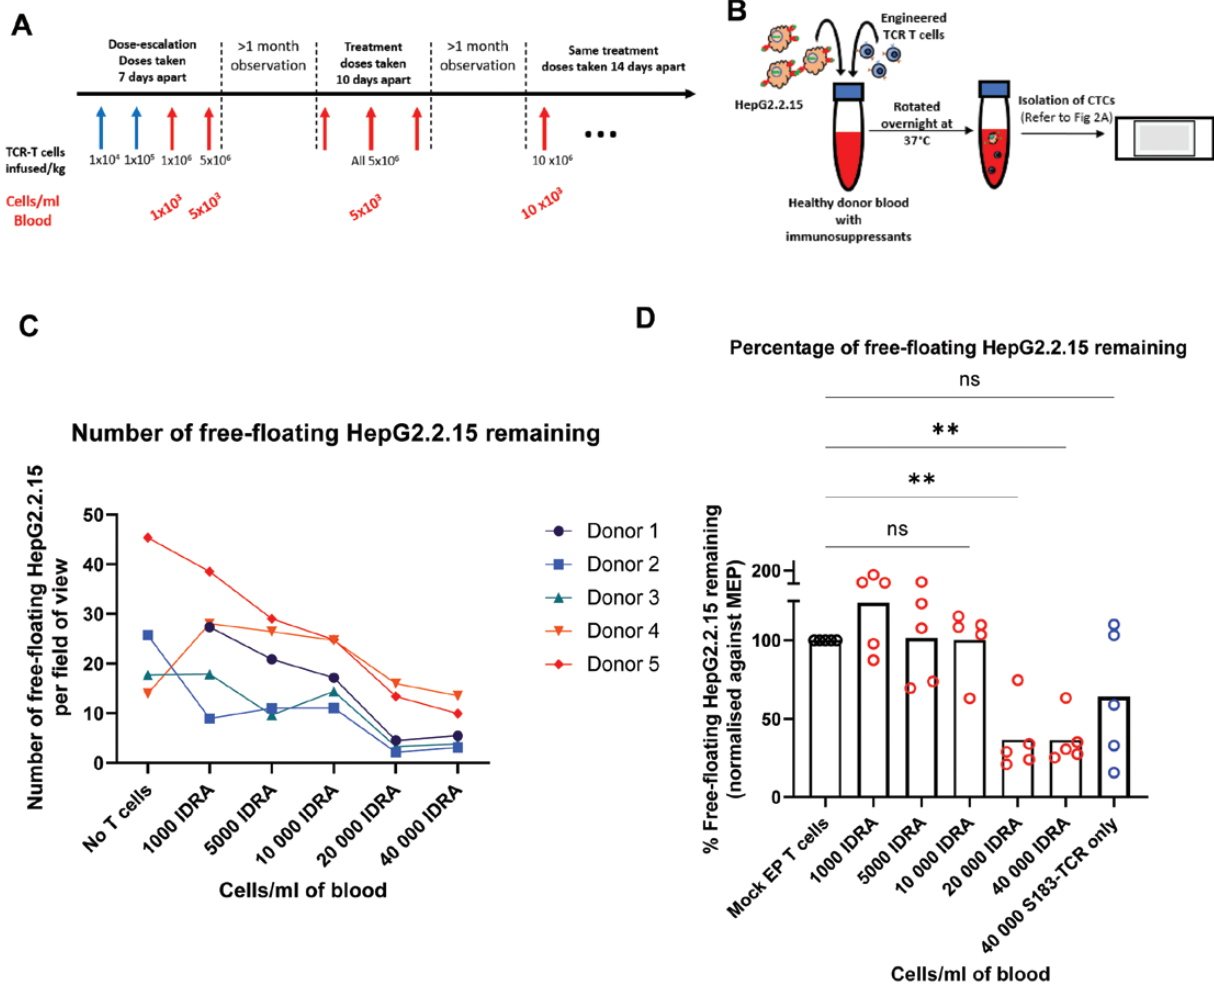 A
Dose-escalation
Doses taken
7 days apart
>1 month
observation
Treatment
doses taken
10 days apart
>1 month
observation
Same treatment
doses taken 14 days apart
TCR-T cells
infused/kg
1x10⁴
1x10⁵
1x10⁶
5x10⁶
All 5x10⁶
10 x10⁶
...
Cells/ml
Blood
1x10³
5x10³
5x10³
10 x10³
B
Engineered
TCR T cells
HepG2.2.15
Rotated
overnight at
37°C
Isolation of CTCs
(Refer to Fig 2A)
Healthy donor blood
with
immunosuppressants
C
Number of free-floating HepG2.2.15 remaining
Number of free-floating HepG2.2.15
per field of view
50
40
30
20
10
0
No T cells
1000 IDRA
5000 IDRA
10 000 IDRA
20 000 IDRA
40 000 IDRA
Cells/ml of blood
Donor 1
Donor 2
Donor 3
Donor 4
Donor 5
D
Percentage of free-floating HepG2.2.15 remaining
ns
**
**
ns
% Free-floating HepG2.2.15 remaining
(normalised against MEP)
200
100
50
0
Mock EP T cells
1000 IDRA
5000 IDRA
10 000 IDRA
20 000 IDRA
40 000 IDRA
40 000 S183-TCR only
Cells/ml of blood